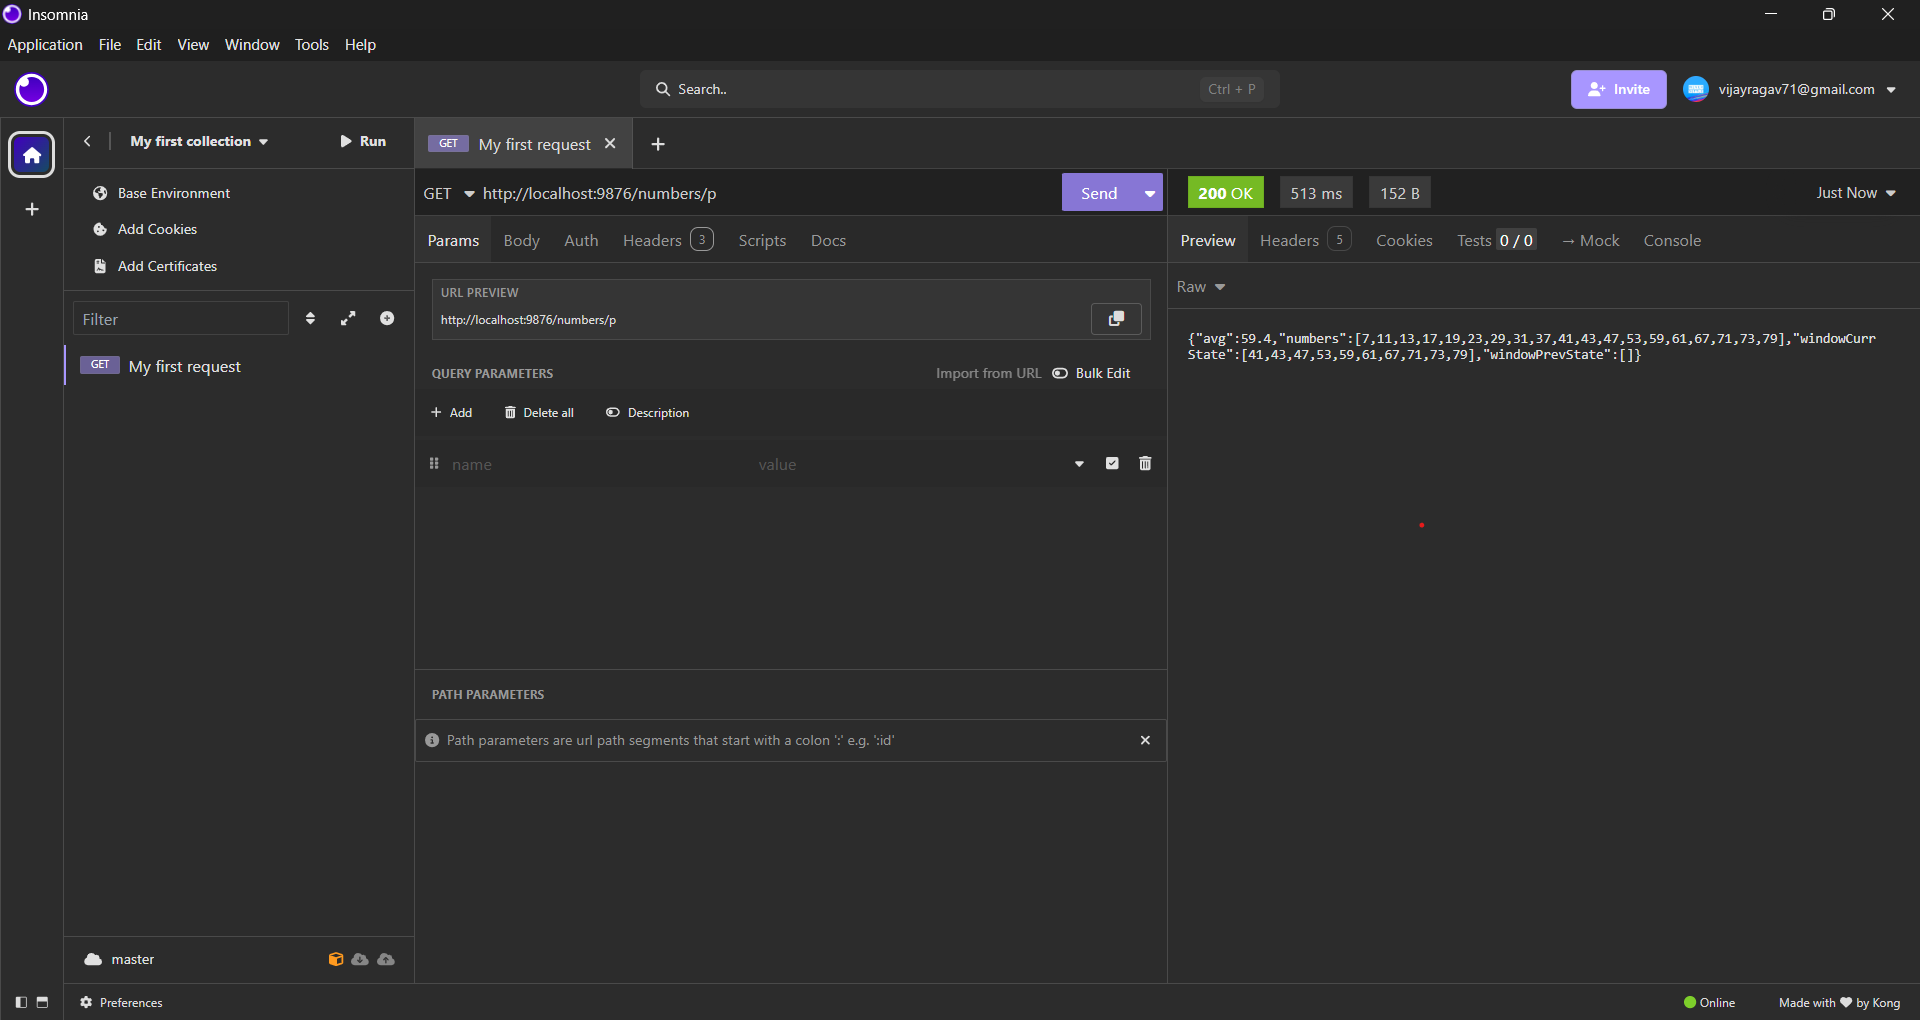 Insomnia
Application File Edit View Window Tools Help
Search.. Ctrl + P
Invite
vijayragav71@gmail.com
My first collection
Run
GET My first request
Base Environment
Add Cookies
Add Certificates
Filter
GET My first request
GET http://localhost:9876/numbers/p
Send
Params Body Auth Headers 3 Scripts Docs
URL PREVIEW
http://localhost:9876/numbers/p
QUERY PARAMETERS
Import from URL
Bulk Edit
Add
Delete all
Description
name value
PATH PARAMETERS
Path parameters are url path segments that start with a colon ':' e.g. ':id'
200 OK 513 ms 152 B
Just Now
Preview Headers 5 Cookies Tests 0 / 0 → Mock Console
Raw
{"avg":59.4,"numbers":[7,11,13,17,19,23,29,31,37,41,43,47,53,59,61,67,71,73,79],"windowCurr
State":[41,43,47,53,59,61,67,71,73,79],"windowPrevState":[]}
master
Preferences
Online
Made with ♥ by Kong